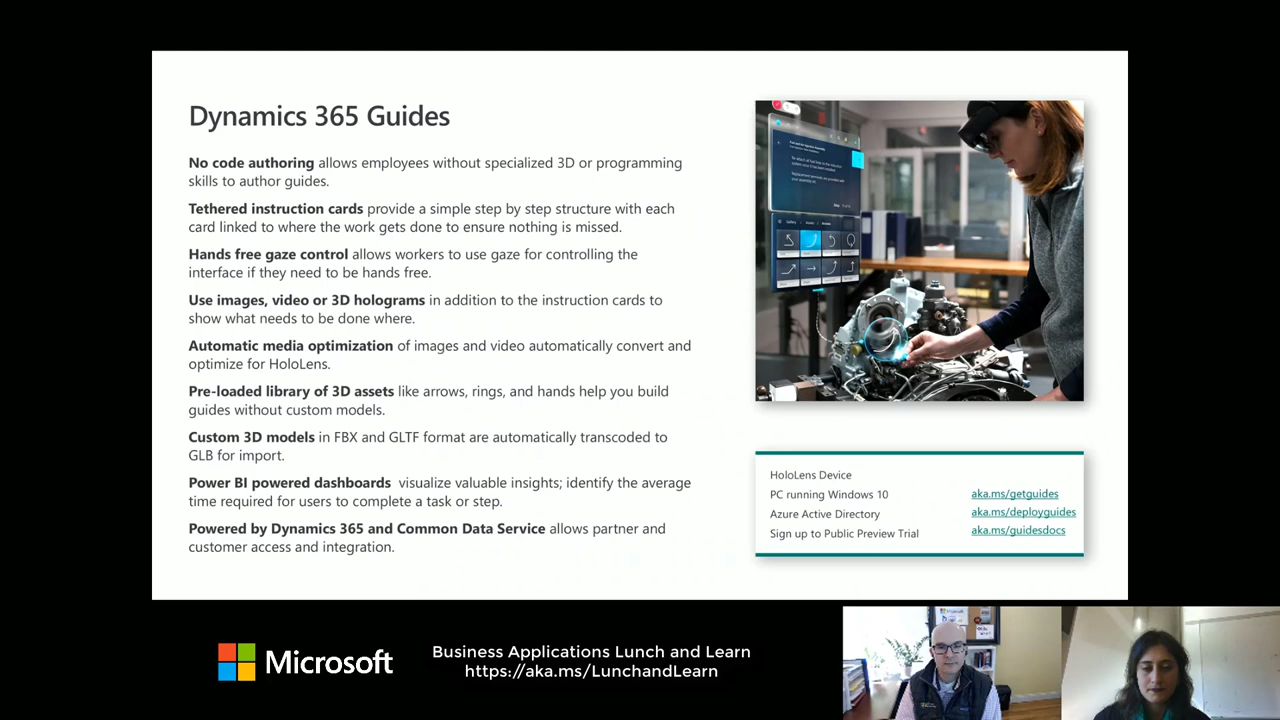 Dynamics 365 Guides
No code authoring allows employees without specialized 3D or programming
skills to author guides.
Tethered instruction cards provide a simple step by step structure with each
card linked to where the work gets done to ensure nothing is missed.
Hands free gaze control allows workers to use gaze for controlling the
interface if they need to be hands free.
Use images, video or 3D holograms in addition to the instruction cards to
show what needs to be done where.
Automatic media optimization of images and video automatically convert and
optimize for HoloLens.
Pre-loaded library of 3D assets like arrows, rings, and hands help you build
guides without custom models.
Custom 3D models in FBX and GLTF format are automatically transcoded to
GLB for import.
Power BI powered dashboards visualize valuable insights; identify the average
time required for users to complete a task or step.
Powered by Dynamics 365 and Common Data Service allows partner and
customer access and integration.
HoloLens Device
PC running Windows 10
Azure Active Directory
Sign up to Public Preview Trial
aka.ms/getguides
aka.ms/deployguides
aka.ms/guidesdocs
Microsoft
Business Applications Lunch and Learn
https://aka.ms/LunchandLearn